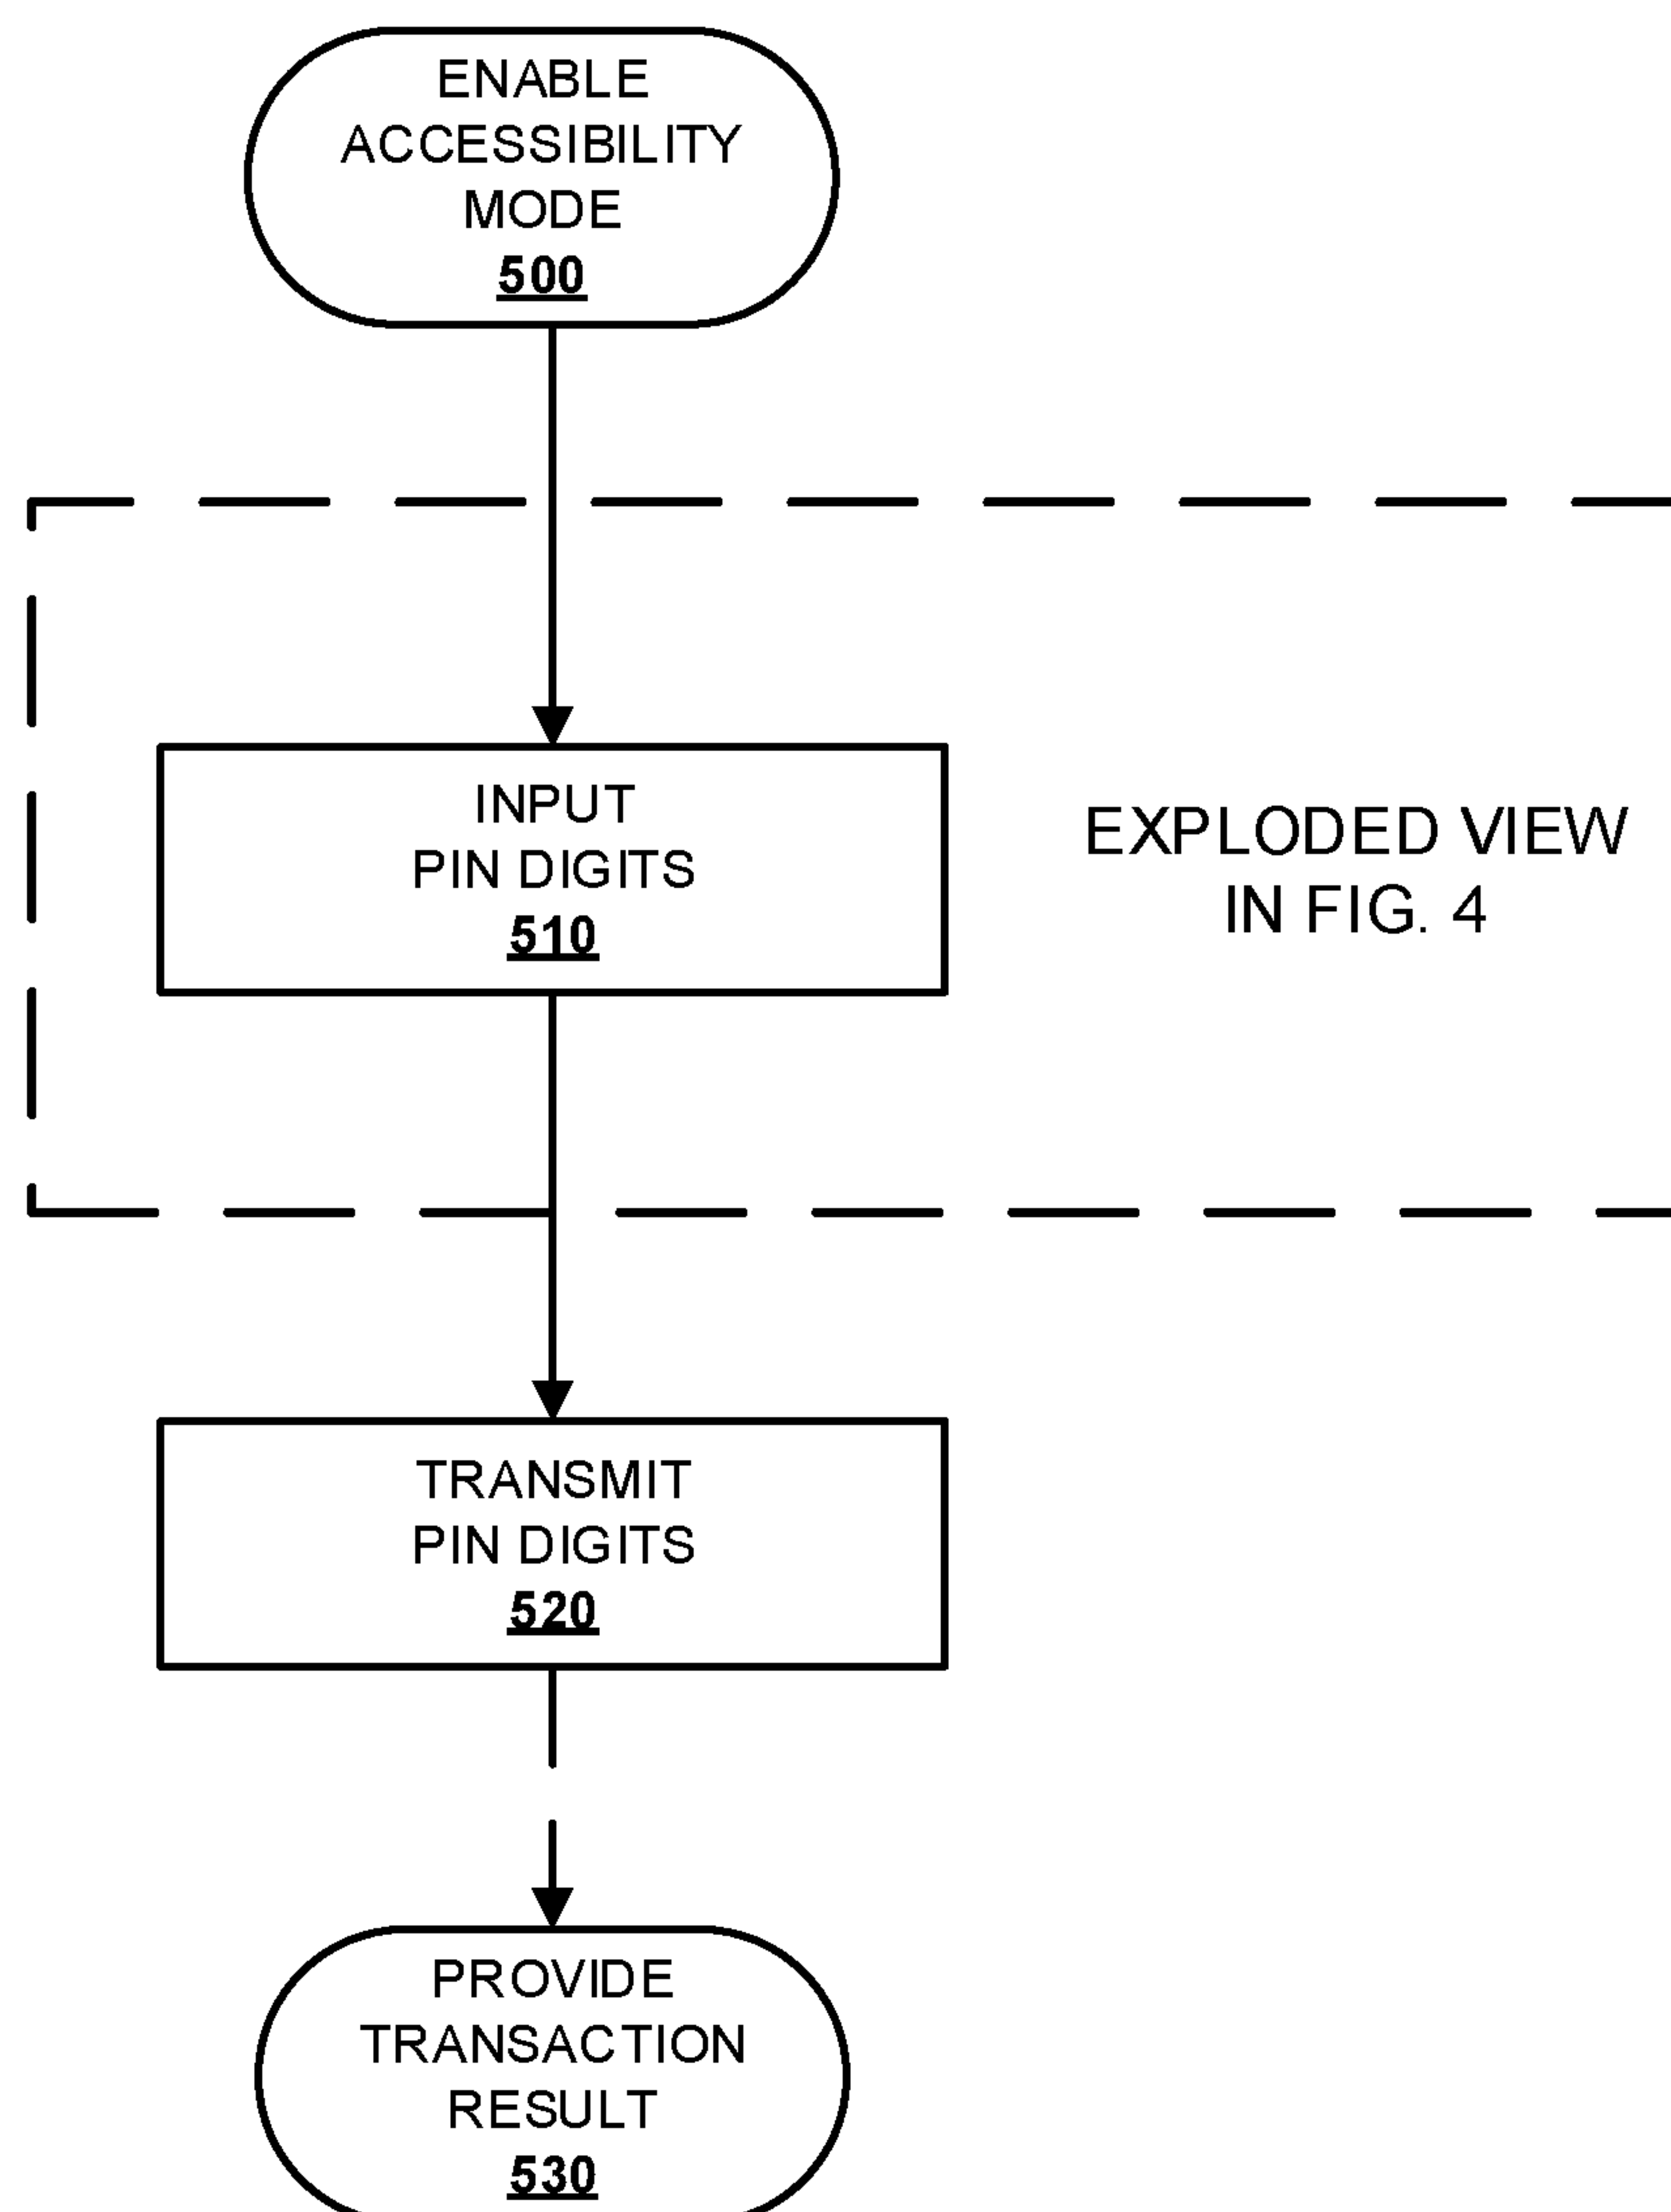 ENABLE
ACCESSIBILITY
MODE
500
INPUT
PIN DIGITS
510
EXPLODED VIEW
IN FIG. 4
TRANSMIT
PIN DIGITS
520
PROVIDE
TRANSACTION
RESULT
530